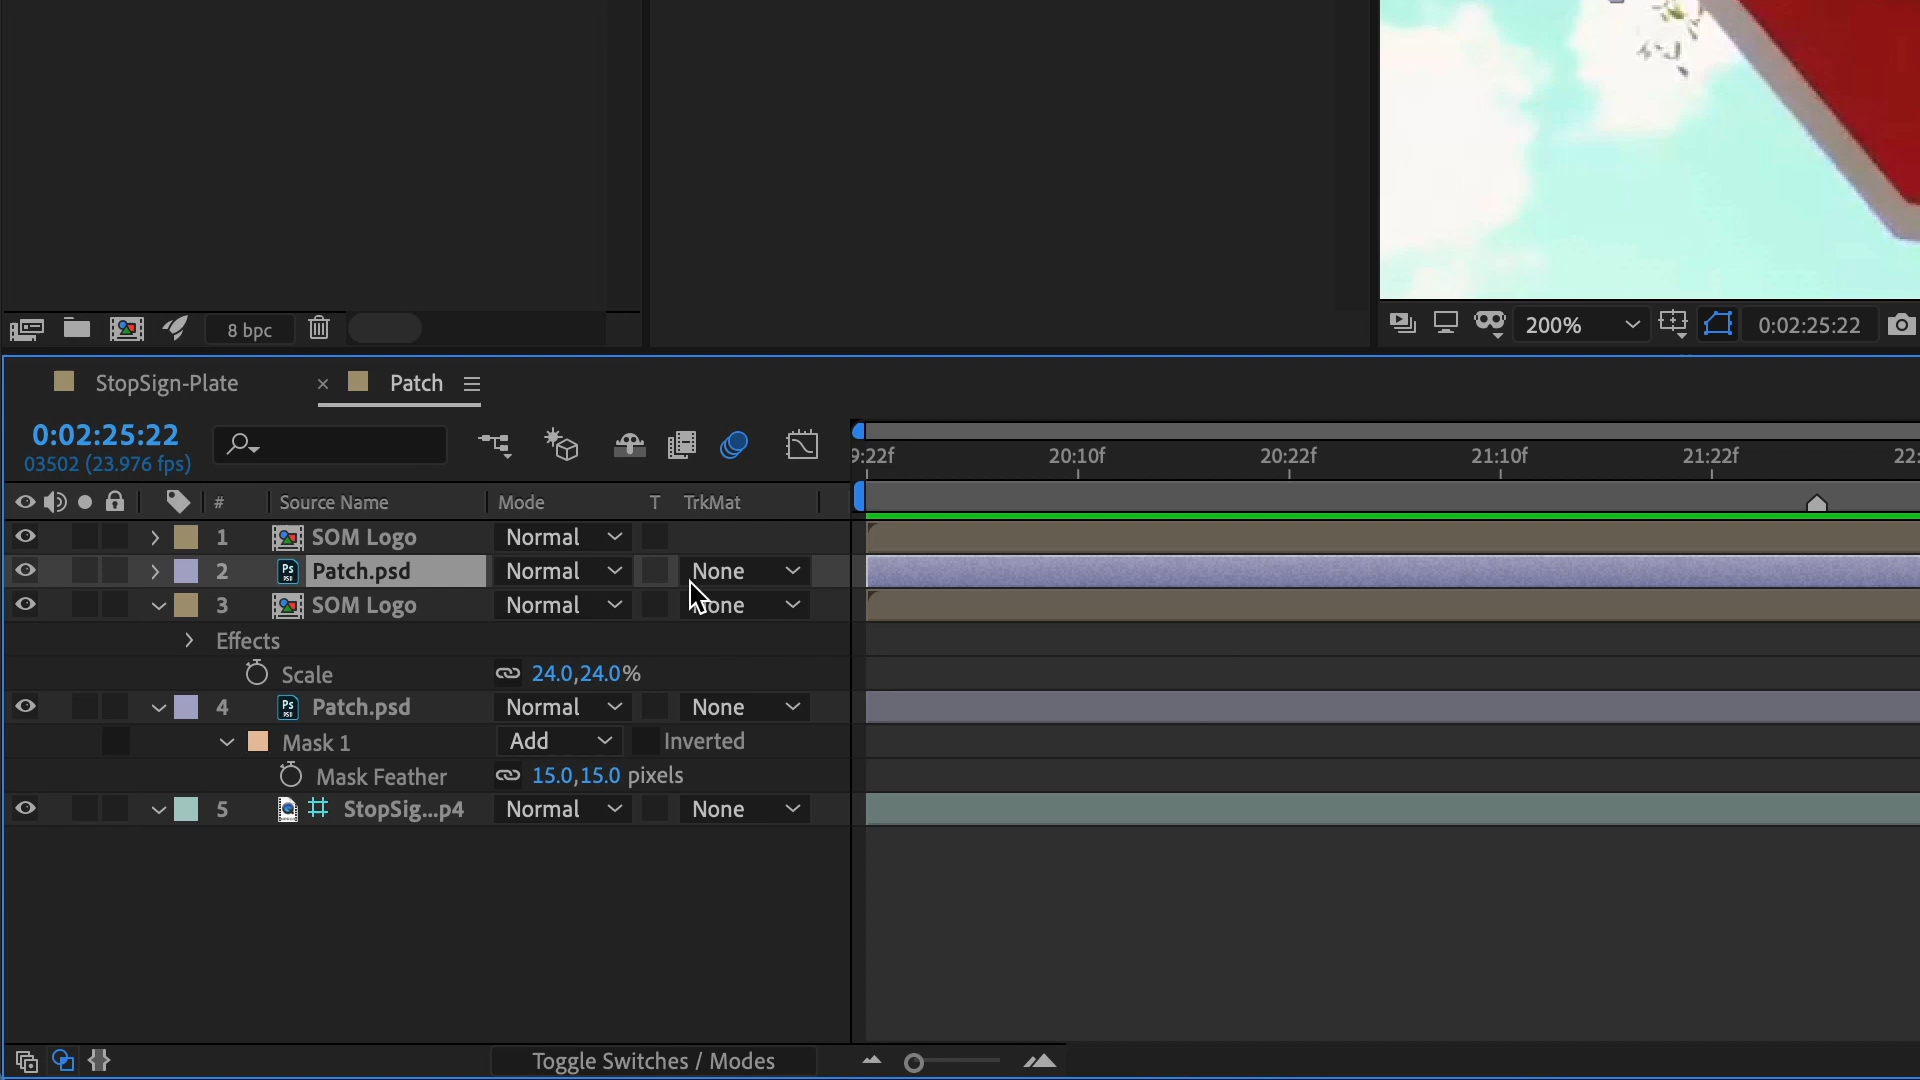 8 bpc
200%
0:02:25:22
StopSign-Plate
× Patch
0:02:25:22
03502 (23.976 fps)
9:22f 20:10f 20:22f 21:10f 21:22f 22:
# Source Name Mode T TrkMat
1 SOM Logo Normal
2 Ps Patch.psd Normal None
3 SOM Logo Normal None
Effects
Scale 24.0,24.0%
4 Ps Patch.psd Normal None
Mask 1 Add Inverted
Mask Feather 15.0,15.0 pixels
5 StopSig...p4 Normal None
Toggle Switches / Modes